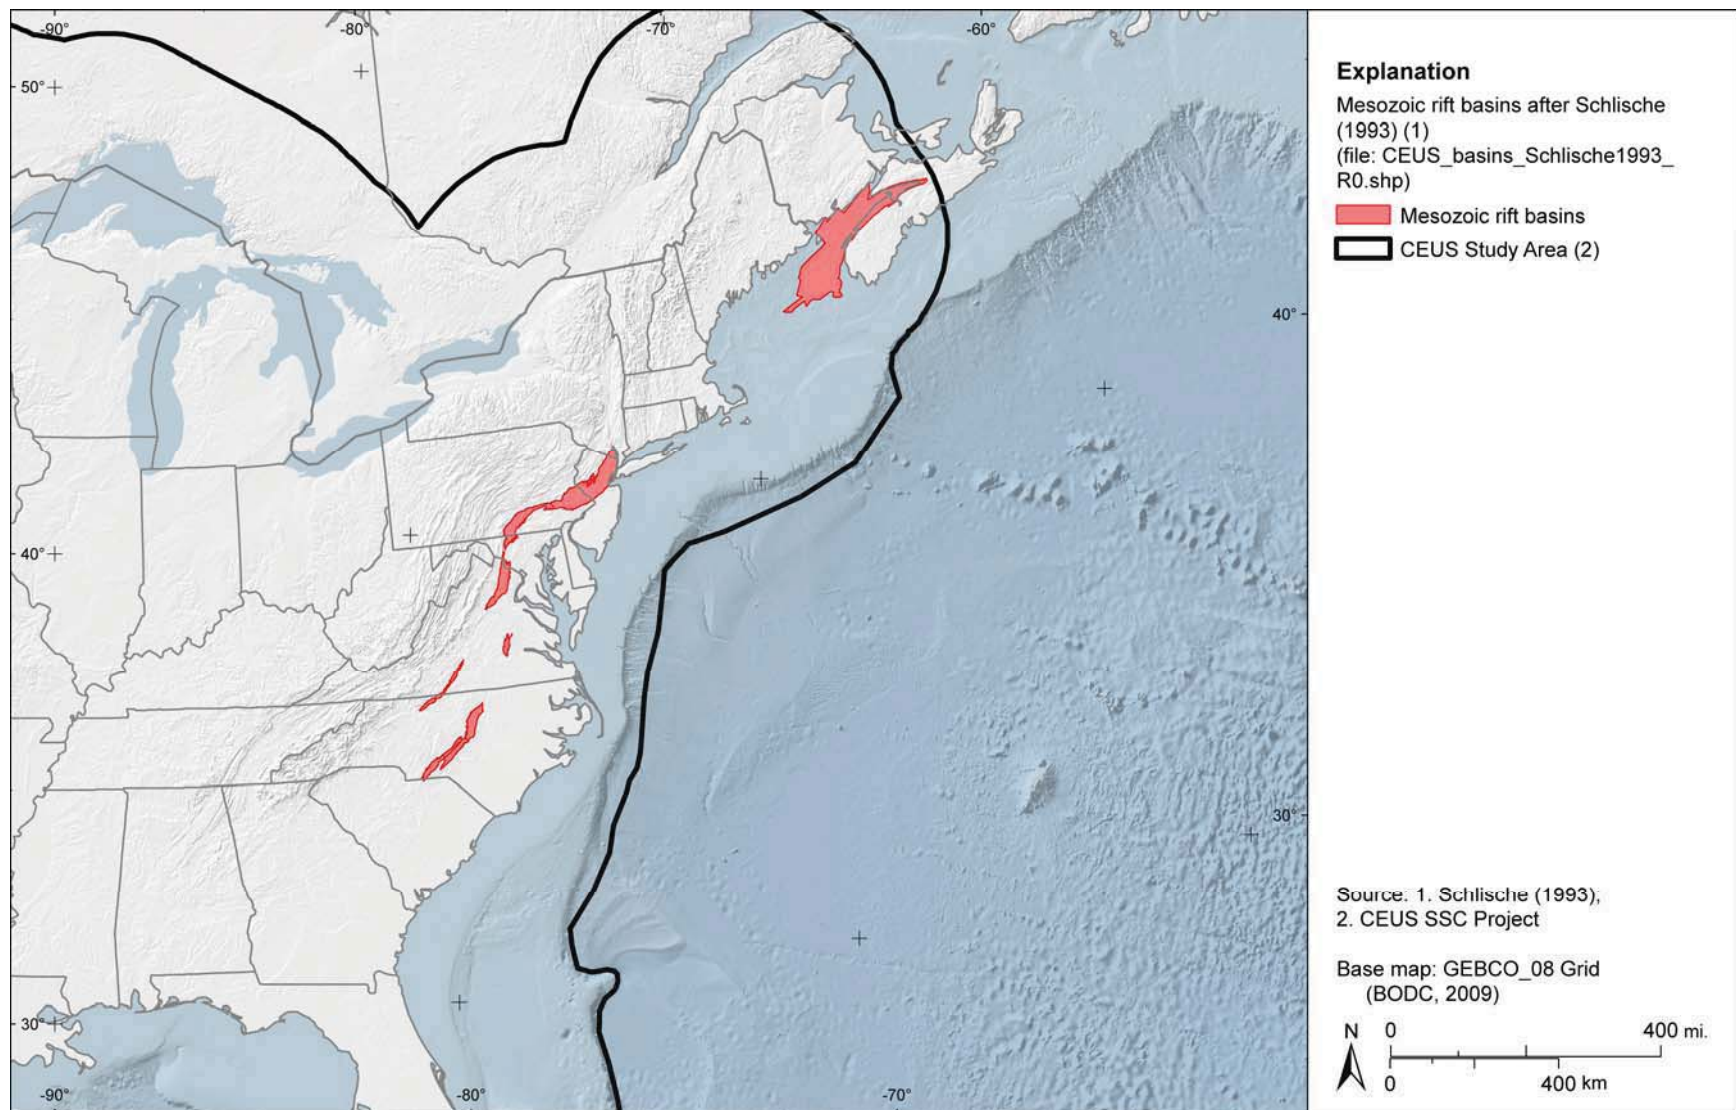 -90°
-80°
-70°
-60°
50°
40°
40°
30°
30°
-90°
-80°
-70°
Explanation
Mesozoic rift basins after Schlische
(1993) (1)
(file: CEUS_basins_Schlische1993_
R0.shp)
Mesozoic rift basins
CEUS Study Area (2)
Source: 1. Schlische (1993);
2. CEUS SSC Project
Base map: GEBCO_08 Grid
(BODC, 2009)
N
0
400 mi.
0
400 km